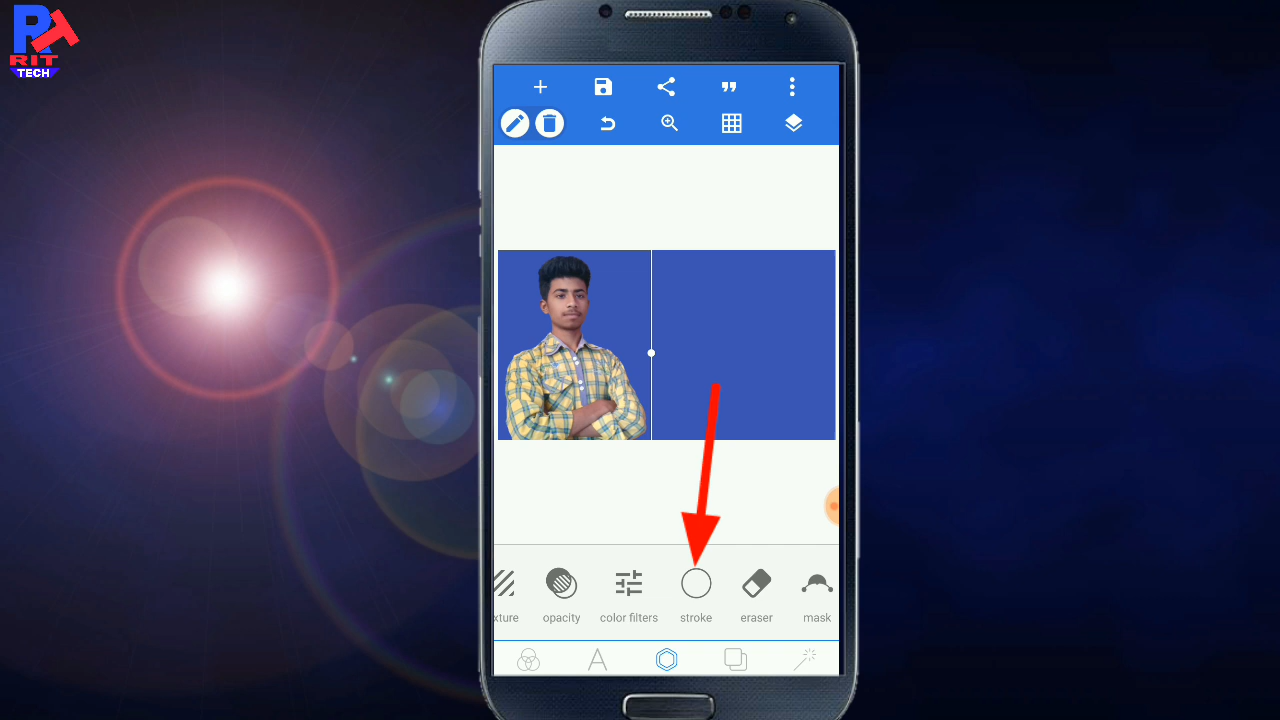 RIT
TECH
xture
opacity
color filters
stroke
eraser
mask